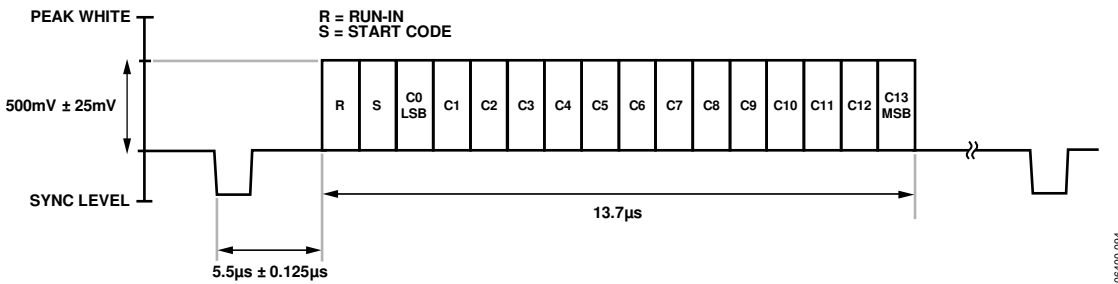 PEAK WHITE
R = RUN-IN
S = START CODE
500mV ± 25mV
R
S
C0
LSB
C1
C2
C3
C4
C5
C6
C7
C8
C9
C10
C11
C12
C13
MSB
SYNC LEVEL
13.7µs
5.5µs ± 0.125µs